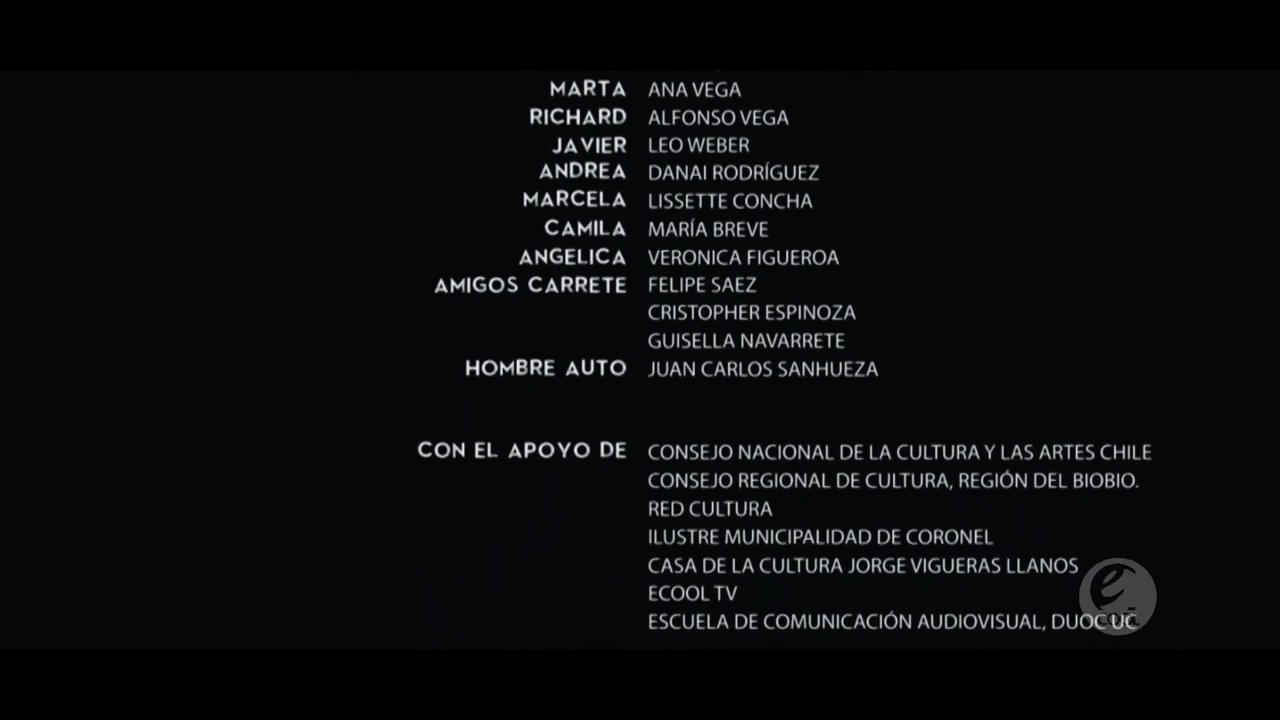 MARTA ANA VEGA
RICHARD ALFONSO VEGA
JAVIER LEO WEBER
ANDREA DANAI RODRÍGUEZ
MARCELA LISSETTE CONCHA
CAMILA MARÍA BREVE
ANGELICA VERONICA FIGUEROA
AMIGOS CARRETE FELIPE SAEZ
CRISTOPHER ESPINOZA
GUISELLA NAVARRETE
HOMBRE AUTO JUAN CARLOS SANHUEZA
CON EL APOYO DE CONSEJO NACIONAL DE LA CULTURA Y LAS ARTES CHILE
CONSEJO REGIONAL DE CULTURA, REGIÓN DEL BIOBIO.
RED CULTURA
ILUSTRE MUNICIPALIDAD DE CORONEL
CASA DE LA CULTURA JORGE VIGUERAS LLANOS
ECOOL TV
ESCUELA DE COMUNICACIÓN AUDIOVISUAL, DUOC UC